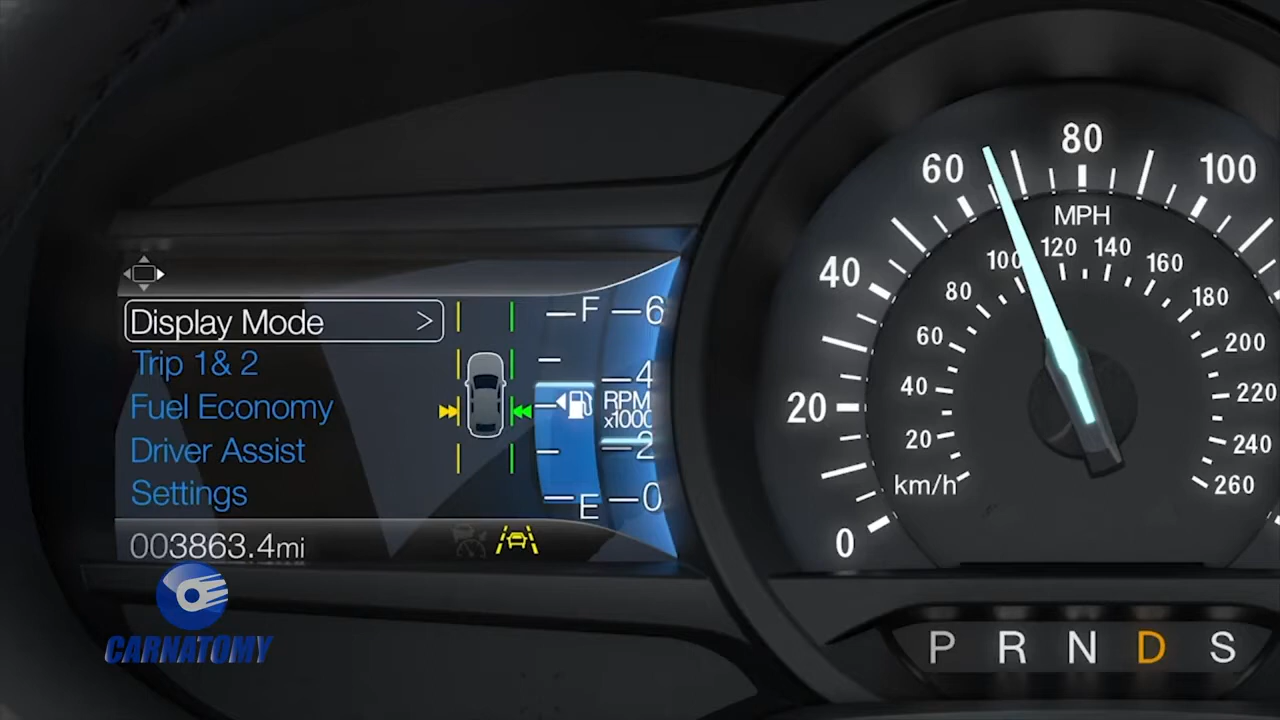 Display Mode >
Trip 1& 2
Fuel Economy
Driver Assist
Settings
003863.4mi
F
E
6
4
RPM
x1000
2
0
0
20
40
60
80
100
MPH
km/h
20
40
60
80
100
120
140
160
180
200
220
240
260
P R N D S
CARNATOMY